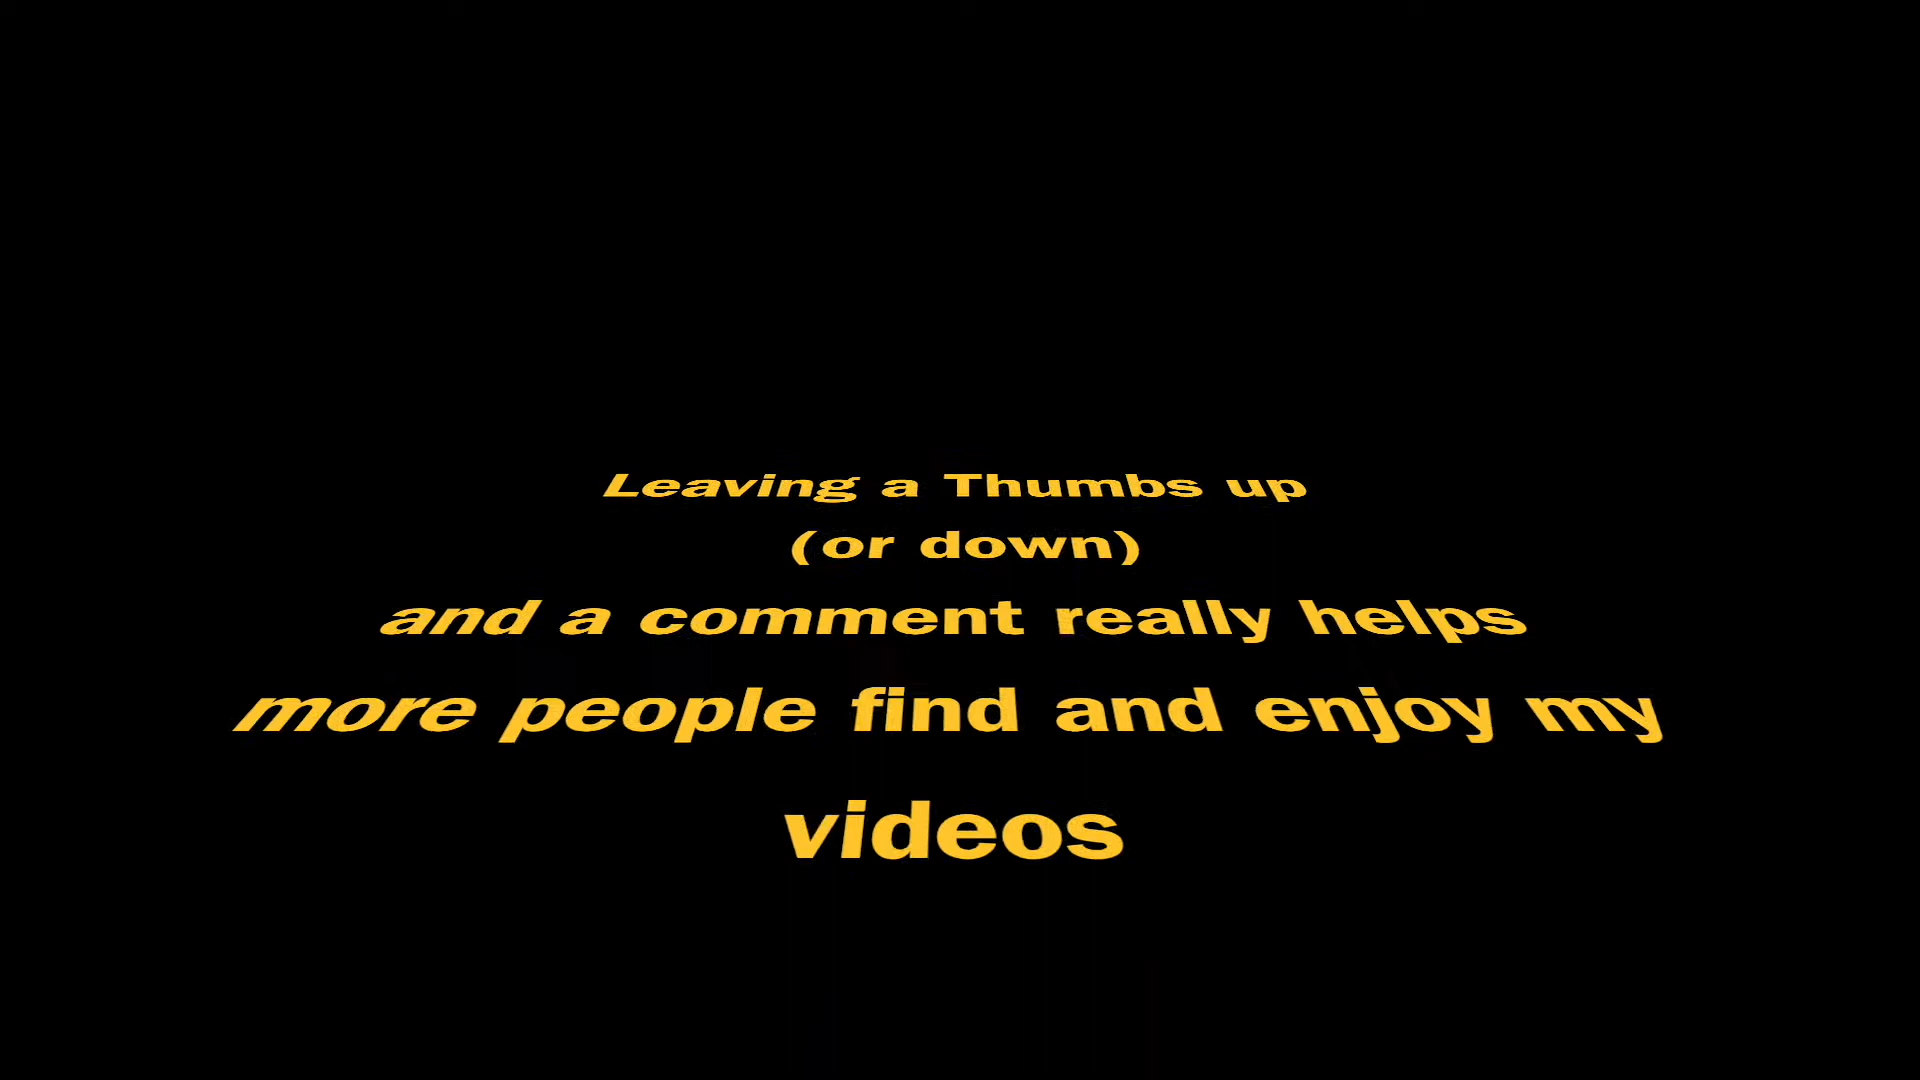 Leaving a Thumbs up
(or down)
and a comment really helps
more people find and enjoy my
videos